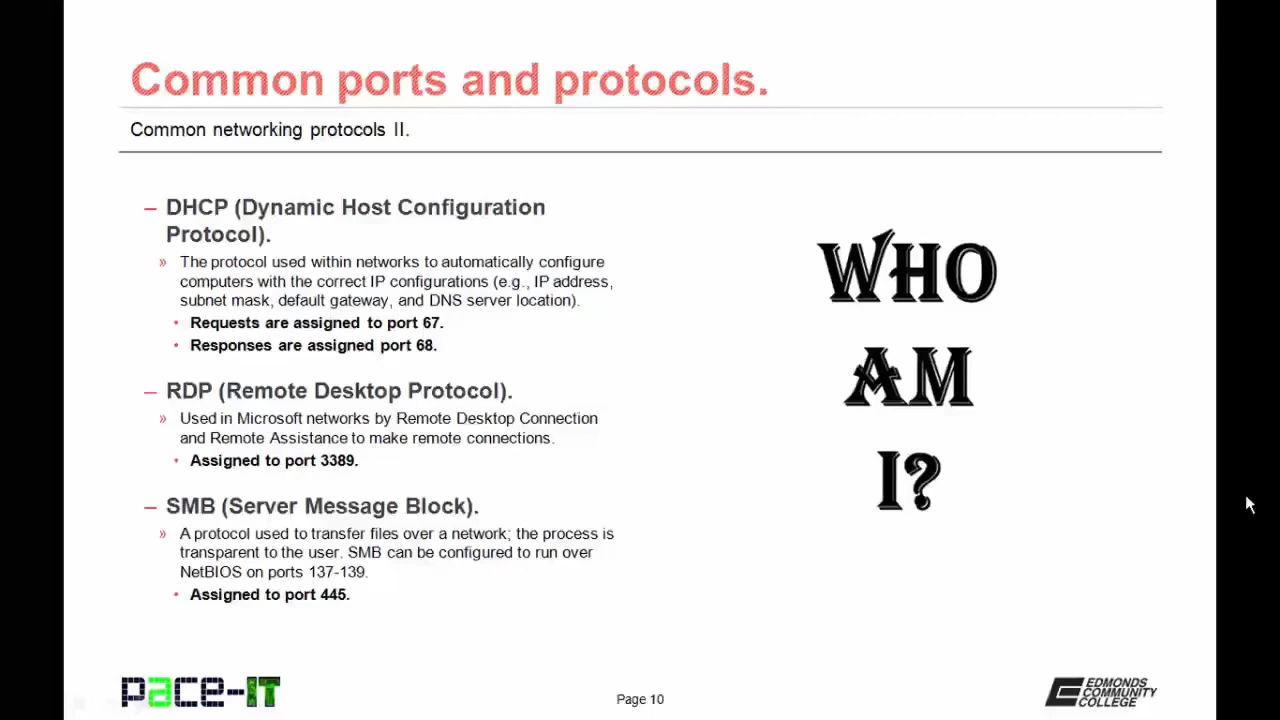 Common ports and protocols.
Common networking protocols II.
– DHCP (Dynamic Host Configuration
Protocol).
» The protocol used within networks to automatically configure
computers with the correct IP configurations (e.g., IP address,
subnet mask, default gateway, and DNS server location).
• Requests are assigned to port 67.
• Responses are assigned port 68.
– RDP (Remote Desktop Protocol).
» Used in Microsoft networks by Remote Desktop Connection
and Remote Assistance to make remote connections.
• Assigned to port 3389.
– SMB (Server Message Block).
» A protocol used to transfer files over a network; the process is
transparent to the user. SMB can be configured to run over
NetBIOS on ports 137-139.
• Assigned to port 445.
WHO
AM
I?
pace-IT
Page 10
EDMONDS
COMMUNITY
COLLEGE